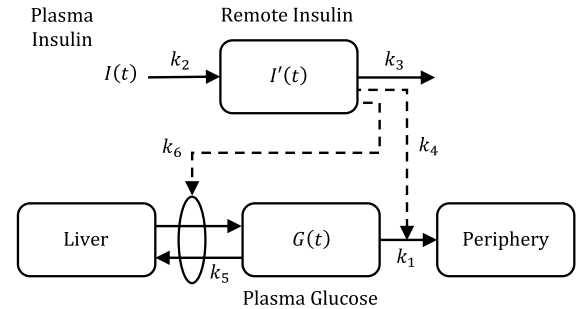 Plasma
Insulin
Remote Insulin
I(t)
k₂
I′(t)
k₃
k₆
k₄
Liver
k₅
G(t)
k₁
Periphery
Plasma Glucose